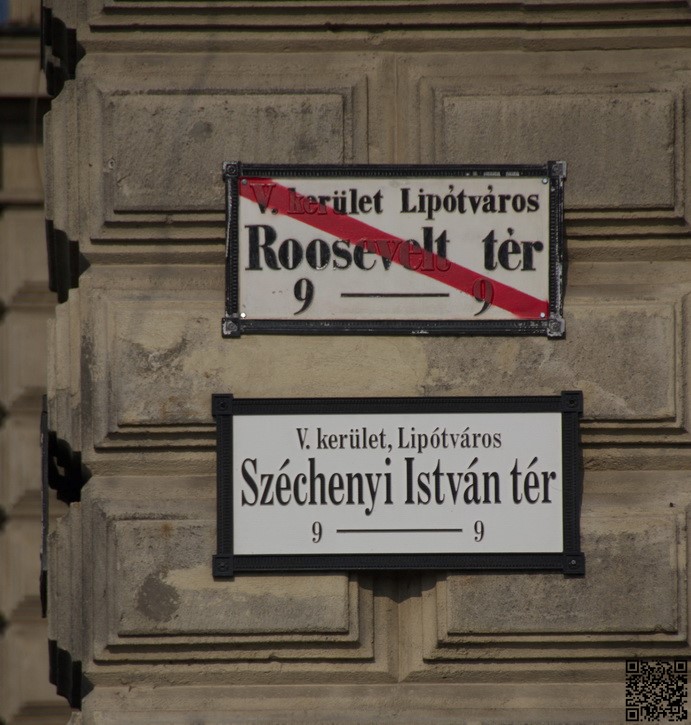 V. kerület Lipótváros
Roosevelt tér
9 — 9
V. kerület, Lipótváros
Széchenyi István tér
9 — 9